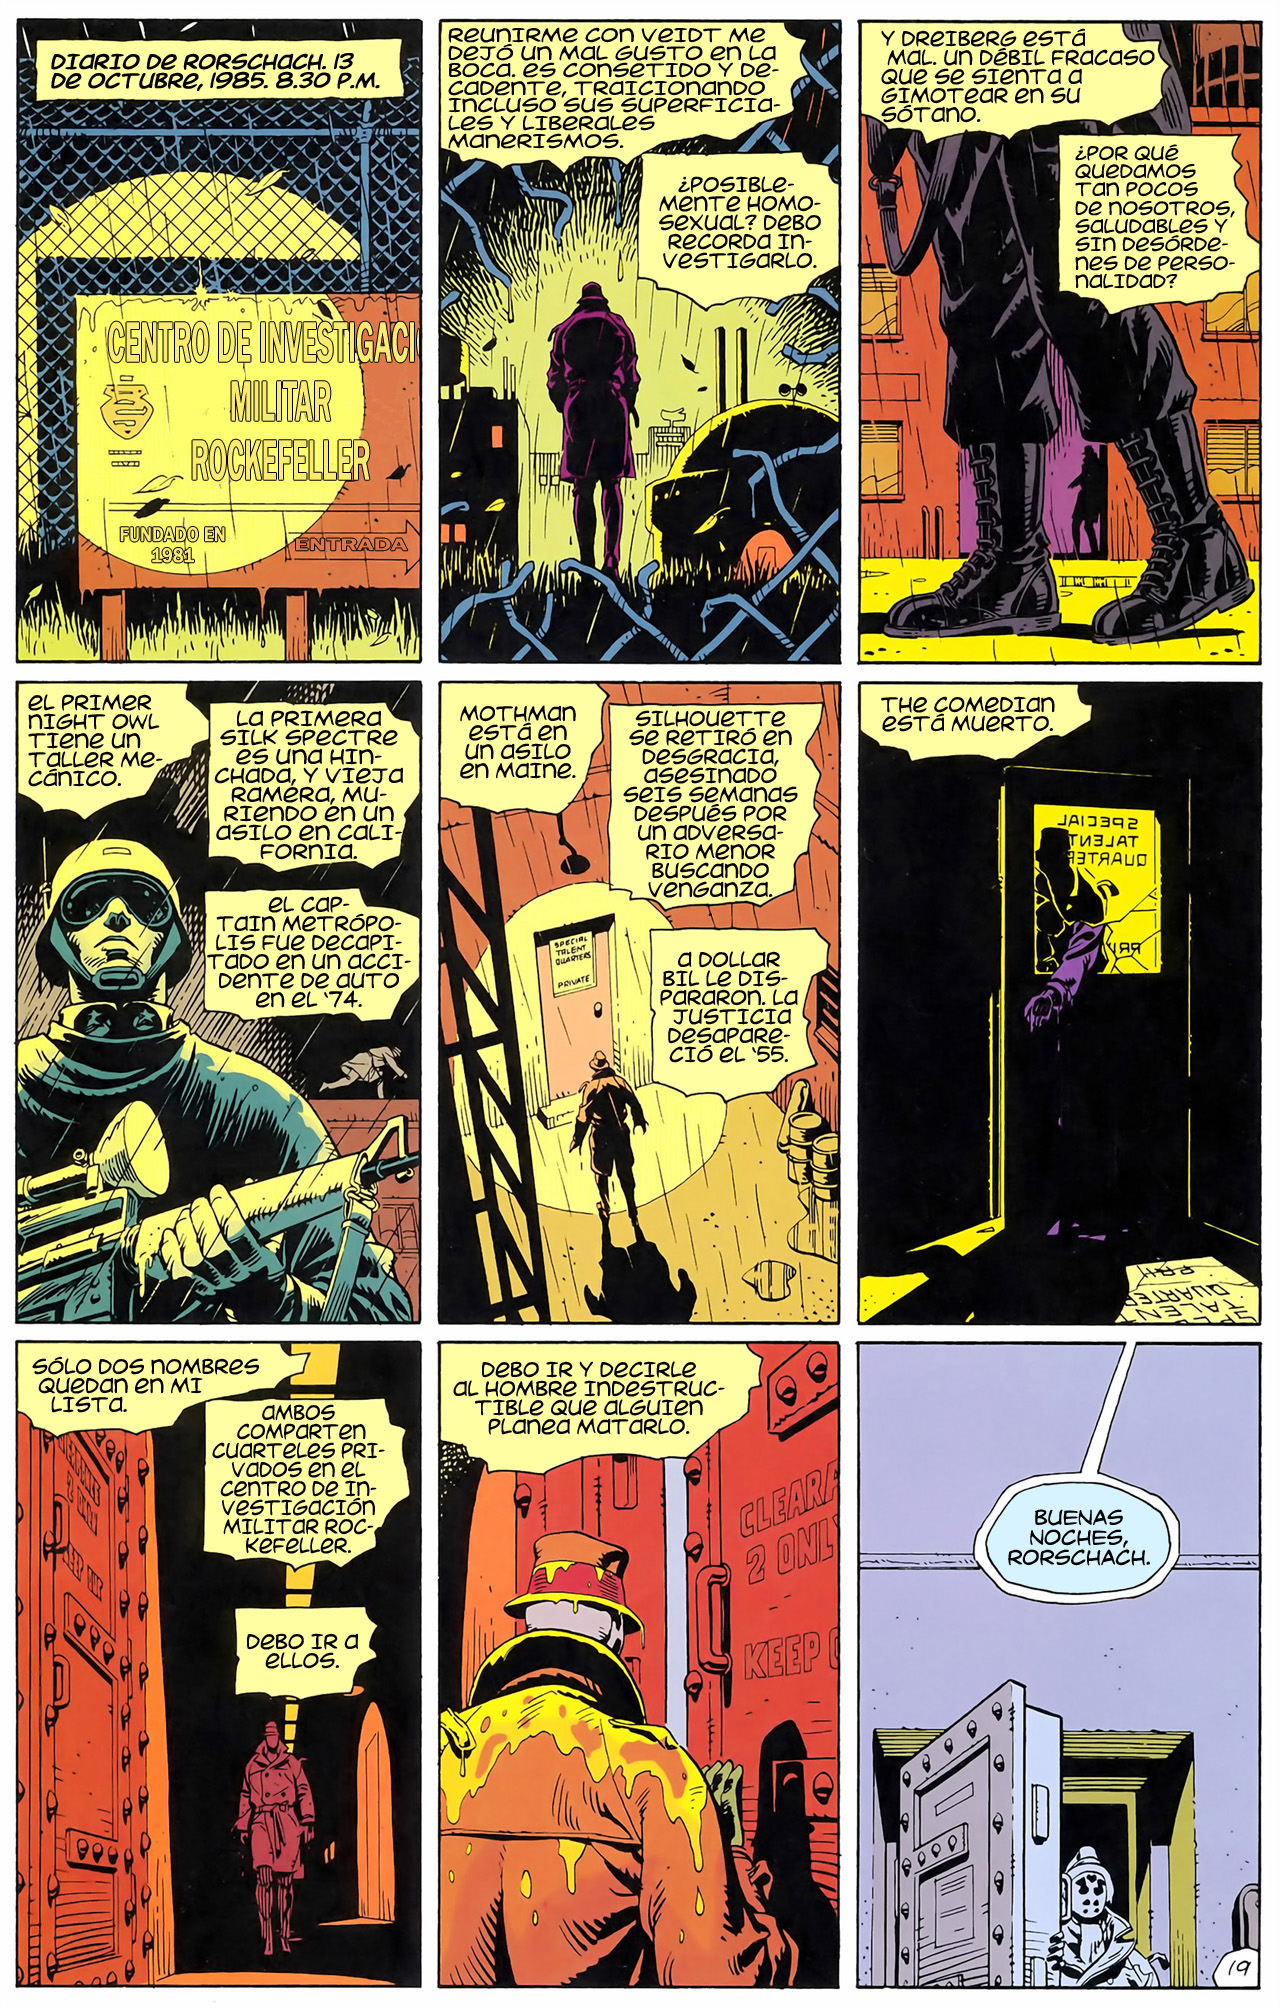 DIARIO DE RORSCHACH. 13
DE OCTUBRE, 1985. 8.30 P.M.
CENTRO DE INVESTIGACI
MILITAR
ROCKEFELLER
FUNDADO EN
1981
ENTRADA
REUNIRME CON VEIDT ME
DEJÓ UN MAL GUSTO EN LA
BOCA. ES CONSETIDO Y DE-
CADENTE, TRAICIONANDO
INCLUSO SUS SUPERFICIA-
LES Y LIBERALES
MANERISMOS.
¿POSIBLE-
MENTE HOMO-
SEXUAL? DEBO
RECORDA IN-
VESTIGARLO.
Y DREIBERG ESTÁ
MAL. UN DÉBIL FRACASO
QUE SE SIENTA A
GIMOTEAR EN SU
SÓTANO.
¿POR QUÉ
QUEDAMOS
TAN POCOS
DE NOSOTROS,
SALUDABLES Y
SIN DESÓRDE-
NES DE PERSO-
NALIDAD?
EL PRIMER
NIGHT OWL
TIENE UN
TALLER ME-
CÁNICO.
LA PRIMERA
SILK SPECTRE
ES UNA HIN-
CHADA, Y VIEJA
RAMERA, MU-
RIENDO EN UN
ASILO EN CALI-
FORNIA.
EL CAP-
TAIN METRÓPO-
LIS FUE DECAPI-
TADO EN UN ACCI-
DENTE DE AUTO
EN EL '74.
MOTHMAN
ESTÁ EN
UN ASILO
EN MAINE.
SILHOUETTE
SE RETIRÓ EN
DESGRACIA,
ASESINADO
SEIS SEMANAS
DESPUÉS POR
UN ADVERSA-
RIO MENOR
BUSCANDO
VENGANZA.
A DOLLAR
BIL LE DIS-
PARARON. LA
JUSTICIA
DESAPARE-
CIÓ EL '55.
SPECIAL
TALENT
QUARTERS
PRIVATE
THE COMEDIAN
ESTÁ MUERTO.
SPECIAL
TALENT
QUARTER
PRI
QUARTER
TALENT
SÓLO DOS NOMBRES
QUEDAN EN MI
LISTA.
AMBOS
COMPARTEN
CUARTELES PRI-
VADOS EN EL
CENTRO DE IN-
VESTIGACIÓN
MILITAR ROC-
KEFELLER.
DEBO IR A
ELLOS.
2 ONLY
KEEP
DEBO IR Y DECIRLE
AL HOMBRE INDESTRUC-
TIBLE QUE ALGUIEN
PLANEA MATARLO.
CLEARA
2 ONLY
KEEP
BUENAS
NOCHES,
RORSCHACH.
19